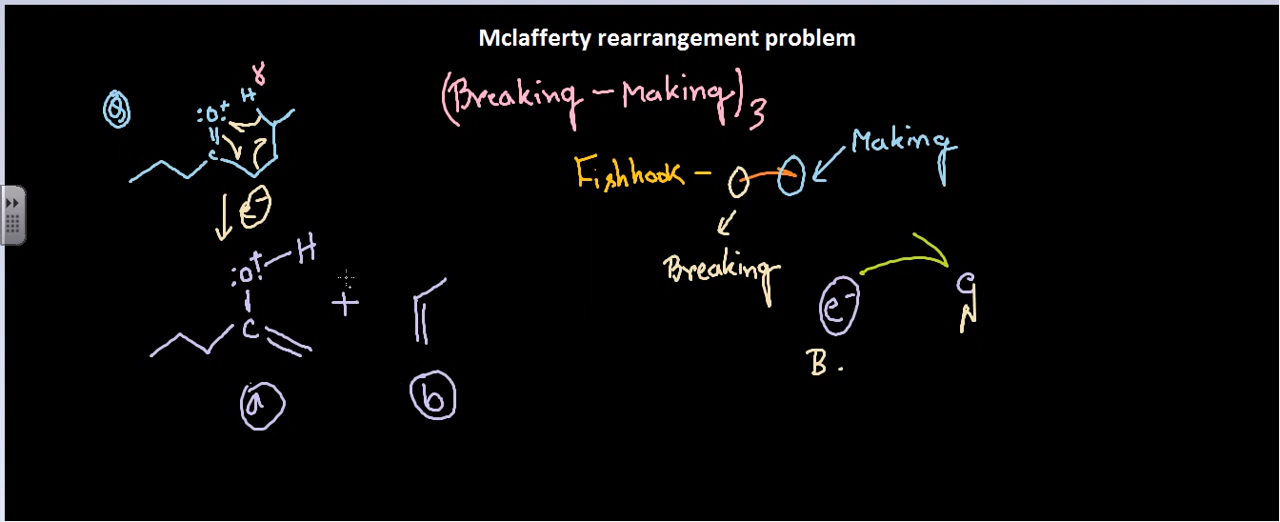 Mclafferty rearrangement problem
(Breaking - Making)3
γ
H
:O:+
C
Q
Making
Fishhook -
Breaking
e-
:O+ - H
C
+
a
b
e-
B.
C
N